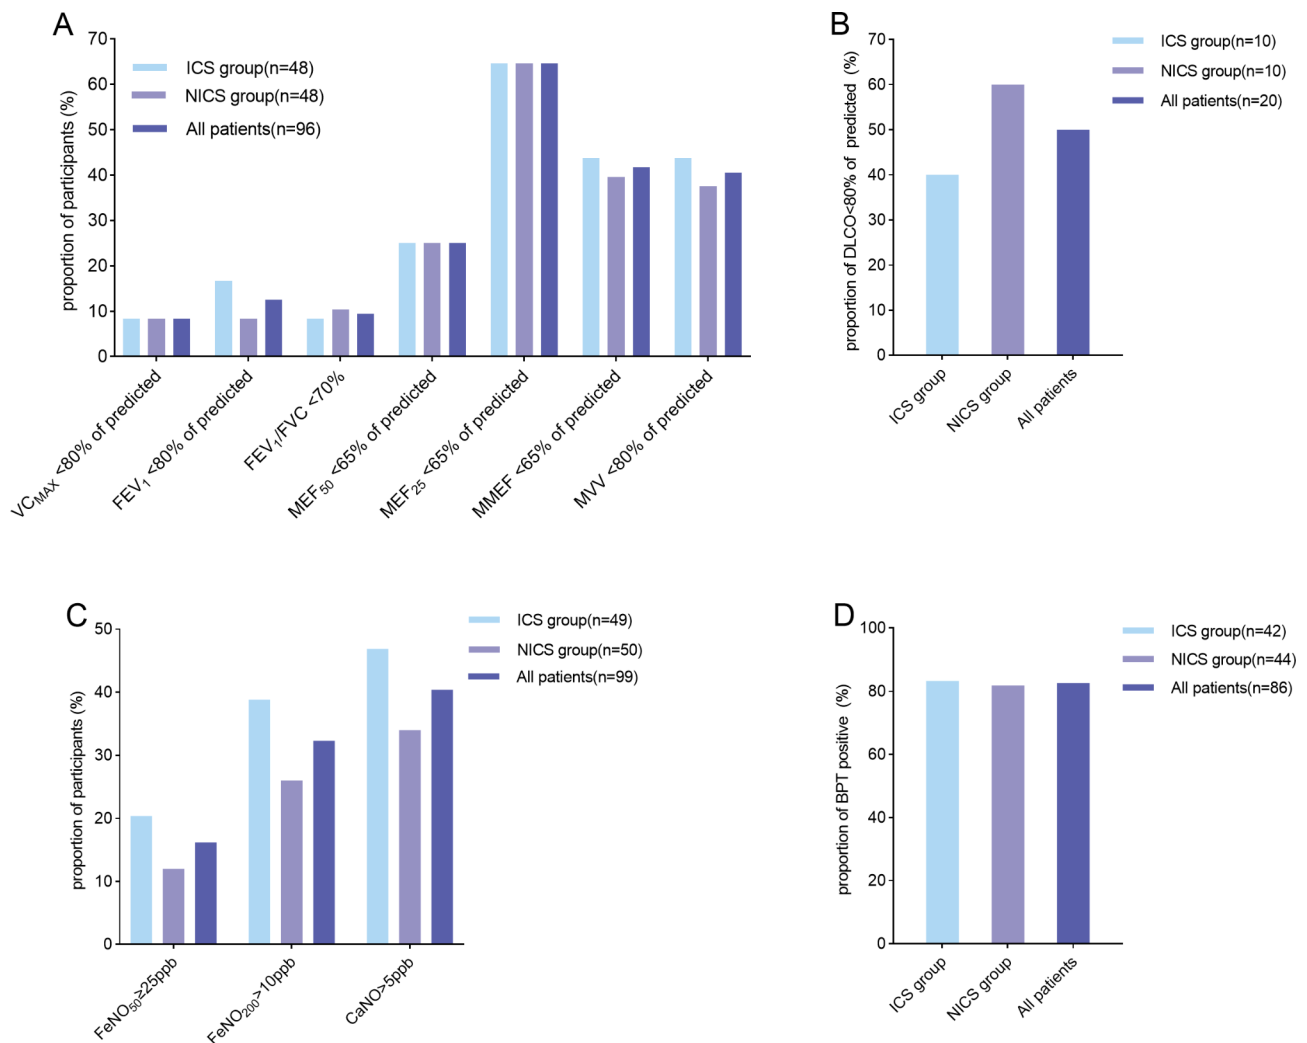 A
proportion of participants (%)
70
60
50
40
30
20
10
0
ICS group(n=48)
NICS group(n=48)
All patients(n=96)
VC_MAX <80% of predicted
FEV₁ <80% of predicted
FEV₁/FVC <70%
MEF₅₀ <65% of predicted
MEF₂₅ <65% of predicted
MMEF <65% of predicted
MVV <80% of predicted
B
proportion of DLCO<80% of predicted (%)
70
60
50
40
30
20
10
0
ICS group(n=10)
NICS group(n=10)
All patients(n=20)
ICS group
NICS group
All patients
C
proportion of participants (%)
50
40
30
20
10
0
ICS group(n=49)
NICS group(n=50)
All patients(n=99)
FeNO₅₀≥25ppb
FeNO₂₀₀>10ppb
CaNO>5ppb
D
proportion of BPT positive (%)
100
80
60
40
20
0
ICS group(n=42)
NICS group(n=44)
All patients(n=86)
ICS group
NICS group
All patients